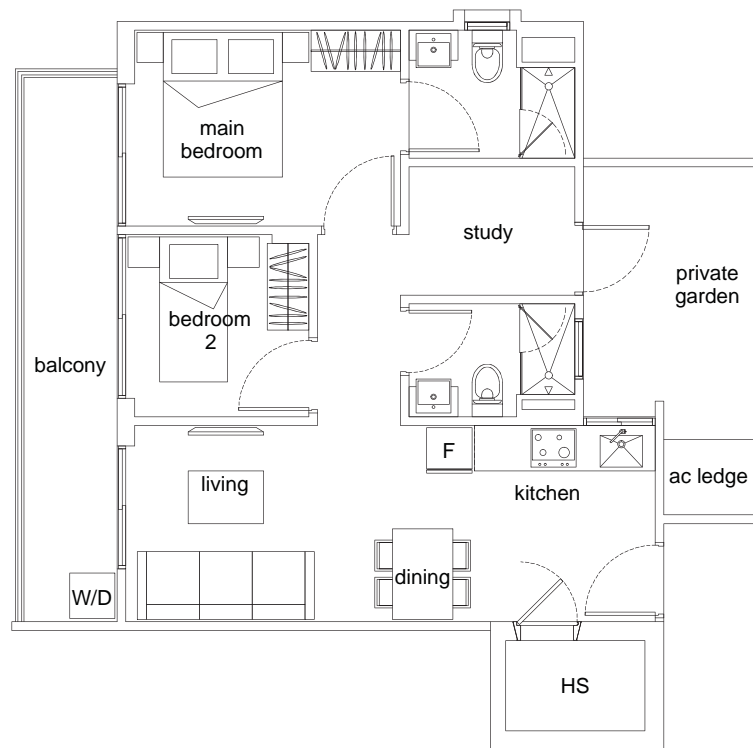 main
bedroom
study
private
garden
bedroom
2
balcony
F
living
kitchen
ac ledge
dining
W/D
HS